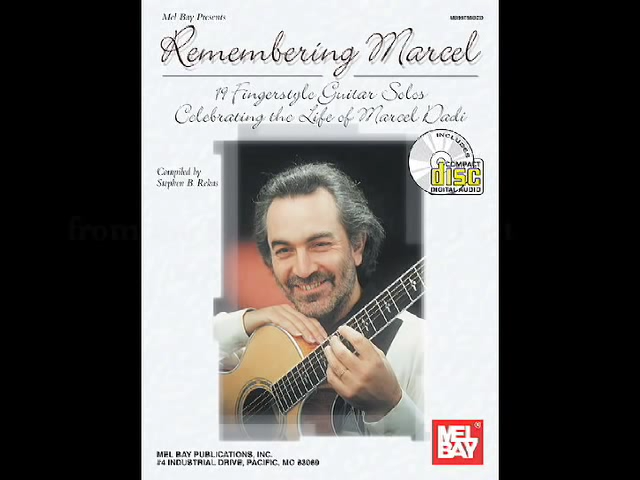 Mel Bay Presents
Remembering Marcel
19 Fingerstyle Guitar Solos
Celebrating the Life of Marcel Dadi
INCLUDES
COMPACT
disc
DIGITAL AUDIO
Compiled by
Stephen B. Rekas
from
MEL BAY PUBLICATIONS, INC.
#4 INDUSTRIAL DRIVE, PACIFIC, MO 63069
MEL
BAY
®